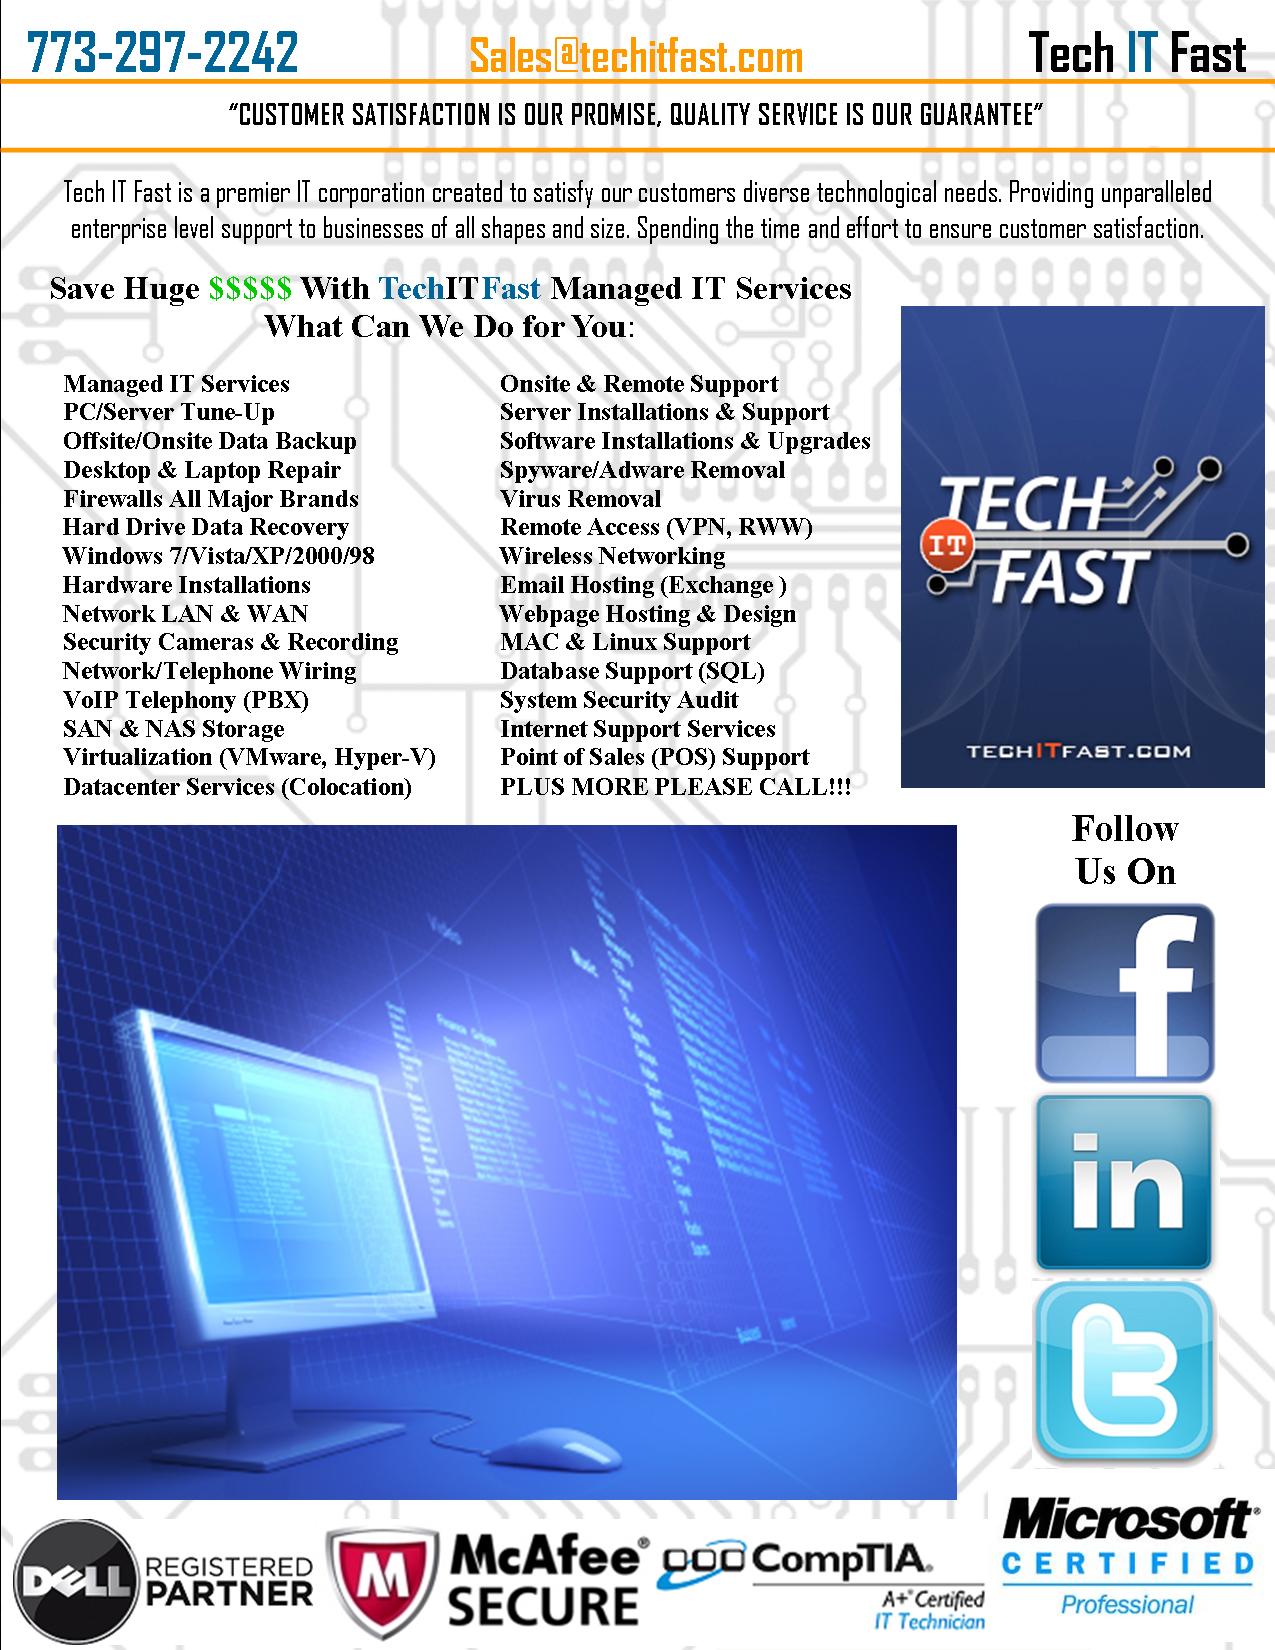 773-297-2242
Sales@techitfast.com
Tech IT Fast
“CUSTOMER SATISFACTION IS OUR PROMISE, QUALITY SERVICE IS OUR GUARANTEE”
Tech IT Fast is a premier IT corporation created to satisfy our customers diverse technological needs. Providing unparalleled
enterprise level support to businesses of all shapes and size. Spending the time and effort to ensure customer satisfaction.
Save Huge $$$$$ With TechITFast Managed IT Services
What Can We Do for You:
Managed IT Services
PC/Server Tune-Up
Offsite/Onsite Data Backup
Desktop & Laptop Repair
Firewalls All Major Brands
Hard Drive Data Recovery
Windows 7/Vista/XP/2000/98
Hardware Installations
Network LAN & WAN
Security Cameras & Recording
Network/Telephone Wiring
VoIP Telephony (PBX)
SAN & NAS Storage
Virtualization (VMware, Hyper-V)
Datacenter Services (Colocation)
Onsite & Remote Support
Server Installations & Support
Software Installations & Upgrades
Spyware/Adware Removal
Virus Removal
Remote Access (VPN, RWW)
Wireless Networking
Email Hosting (Exchange )
Webpage Hosting & Design
MAC & Linux Support
Database Support (SQL)
System Security Audit
Internet Support Services
Point of Sales (POS) Support
PLUS MORE PLEASE CALL!!!
TECH
IT
FAST
TECHITFAST.COM
Follow
Us On
f
in
t
Video
Music
DELL
REGISTERED
PARTNER
M
McAfee®
SECURE
CompTIA.
A+® Certified
IT Technician
Microsoft®
CERTIFIED
Professional